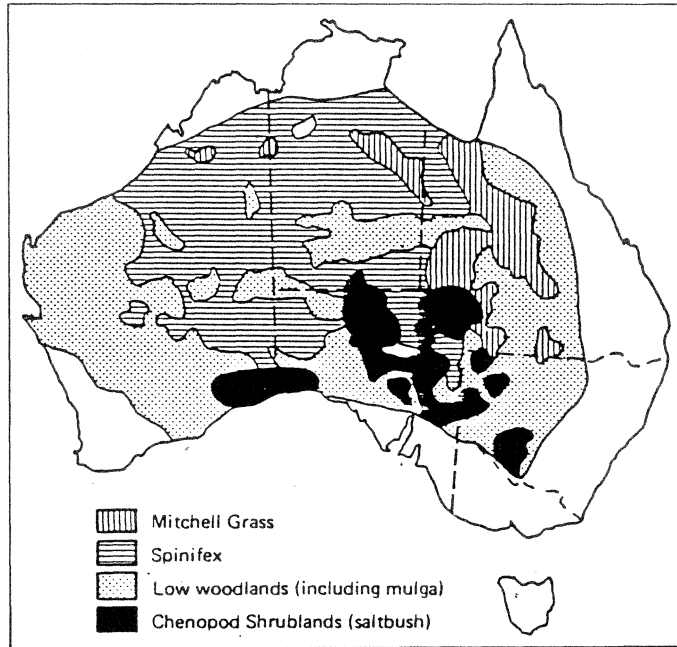 Mitchell Grass
Spinifex
Low woodlands (including mulga)
Chenopod Shrublands (saltbush)